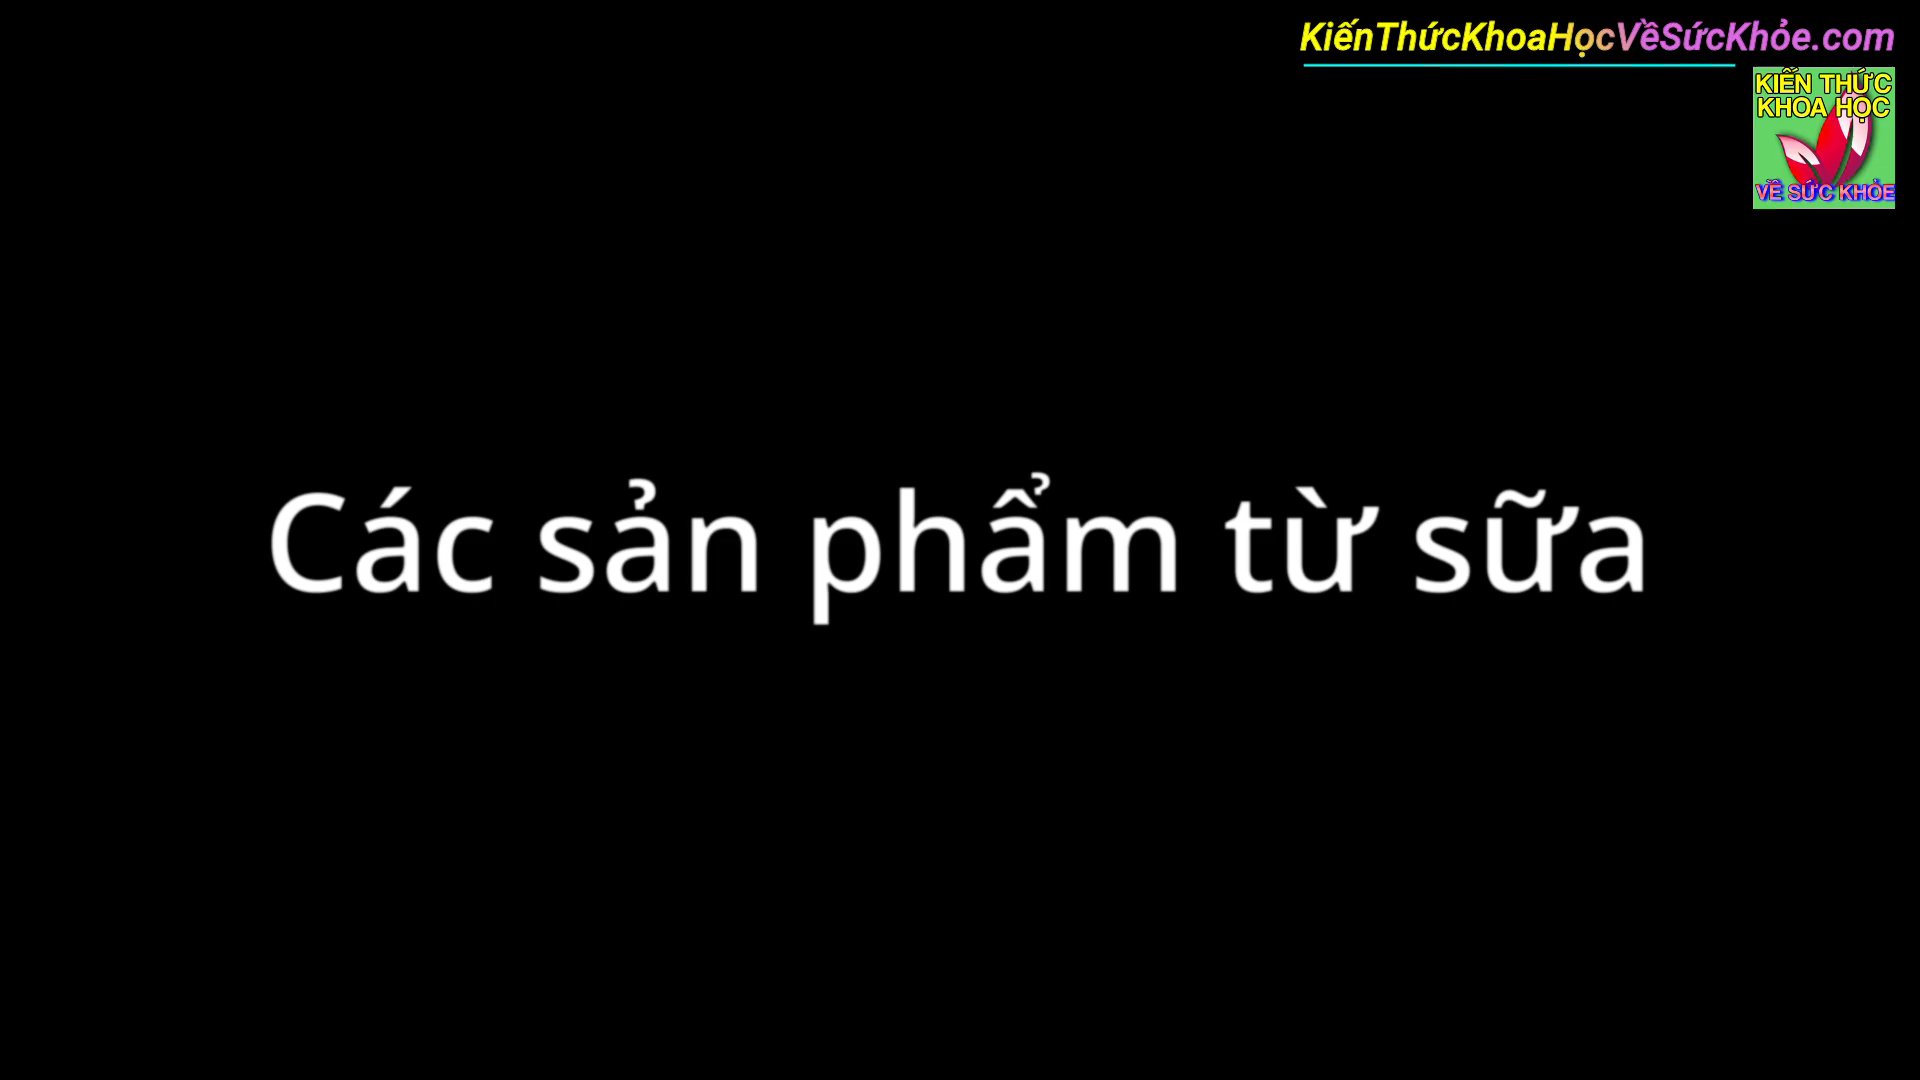 KiếnThứcKhoaHọcVềSứcKhỏe.com
KIẾN THỨC
KHOA HỌC
VỀ SỨC KHỎE
Các sản phẩm từ sữa